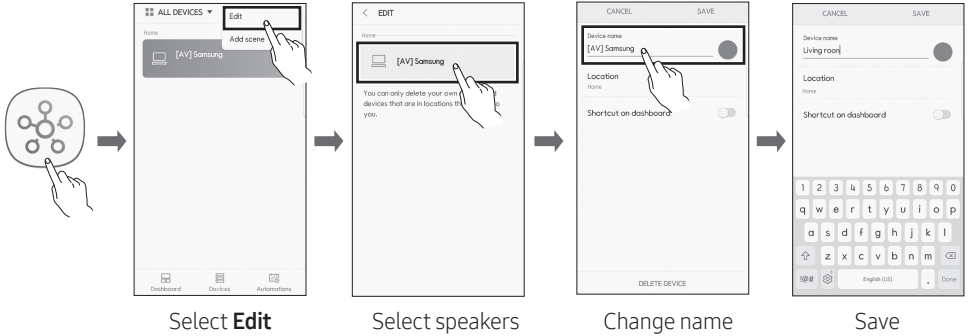 ALL DEVICES ▼
Edit
Add scene
Home
[AV] Samsung
Dashboard
Devices
Automations
Select Edit
< EDIT
Home
[AV] Samsung
You can only delete your own
devices that are in locations
you.
Select speakers
CANCEL
SAVE
Device name
[AV] Samsung
Location
Home
Shortcut on dashboard
DELETE DEVICE
Change name
CANCEL
SAVE
Device name
Living roon
Location
Home
Shortcut on dashboard
1 2 3 4 5 6 7 8 9 0
q w e r t y u i o p
a s d f g h j k l
z x c v b n m
!@# English (US) . Done
Save